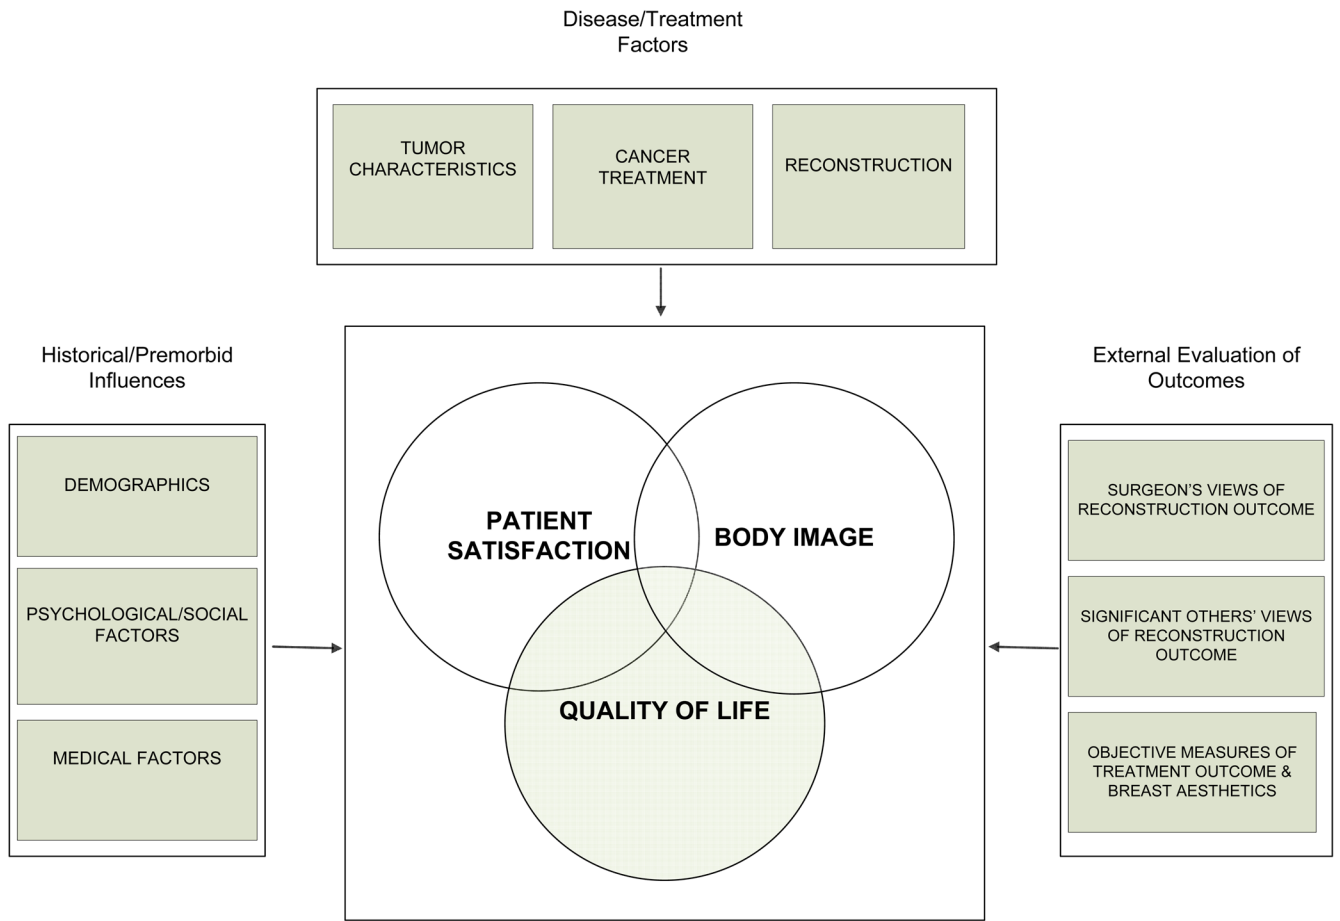 Disease/Treatment
Factors
TUMOR
CHARACTERISTICS
CANCER
TREATMENT
RECONSTRUCTION
Historical/Premorbid
Influences
DEMOGRAPHICS
PSYCHOLOGICAL/SOCIAL
FACTORS
MEDICAL FACTORS
PATIENT
SATISFACTION
BODY IMAGE
QUALITY OF LIFE
External Evaluation of
Outcomes
SURGEON’S VIEWS OF
RECONSTRUCTION OUTCOME
SIGNIFICANT OTHERS’ VIEWS
OF RECONSTRUCTION
OUTCOME
OBJECTIVE MEASURES OF
TREATMENT OUTCOME &
BREAST AESTHETICS